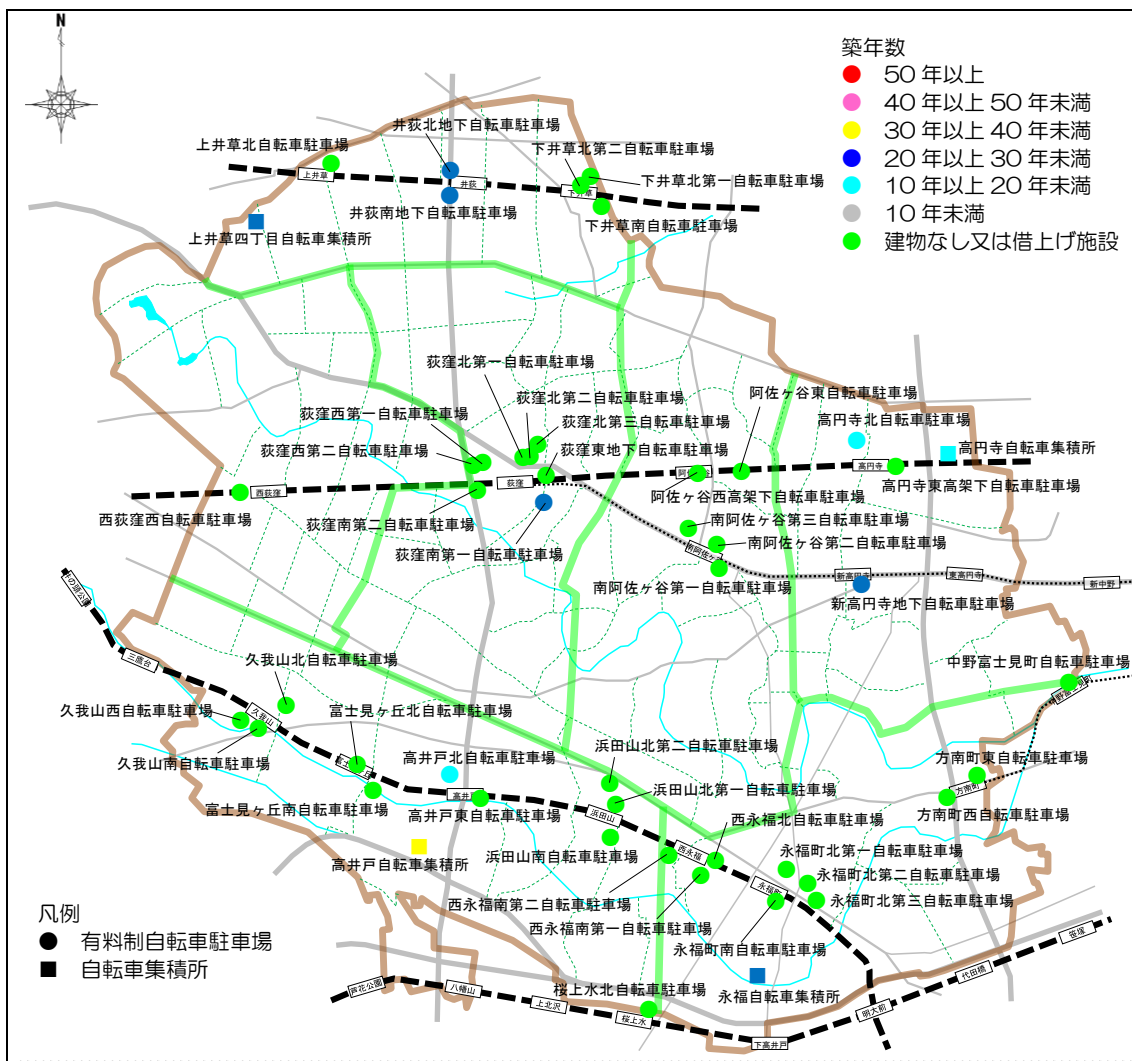 N
築年数
50 年以上
40 年以上 50 年未満
30 年以上 40 年未満
20 年以上 30 年未満
10 年以上 20 年未満
10 年未満
建物なし又は借上げ施設
井荻北地下自転車駐車場
上井草北自転車駐車場
下井草北第二自転車駐車場
下井草北第一自転車駐車場
上井草
井荻
下井草
井荻南地下自転車駐車場
下井草南自転車駐車場
上井草四丁目自転車集積所
荻窪北第一自転車駐車場
荻窪北第二自転車駐車場
阿佐ヶ谷東自転車駐車場
荻窪西第一自転車駐車場
荻窪北第三自転車駐車場
高円寺北自転車駐車場
荻窪西第二自転車駐車場
荻窪東地下自転車駐車場
高円寺自転車集積所
西荻窪
荻窪
高円寺
高円寺東高架下自転車駐車場
阿佐ヶ谷西高架下自転車駐車場
西荻窪西自転車駐車場
荻窪南第二自転車駐車場
南阿佐ヶ谷第三自転車駐車場
荻窪南第一自転車駐車場
南阿佐ヶ谷第二自転車駐車場
南阿佐ヶ谷
新高円寺
東高円寺
新中野
南阿佐ヶ谷第一自転車駐車場
新高円寺地下自転車駐車場
井の頭公園
三鷹台
久我山北自転車駐車場
中野富士見町自転車駐車場
中野富士見町
久我山西自転車駐車場
久我山
富士見ヶ丘北自転車駐車場
久我山南自転車駐車場
高井戸北自転車駐車場
浜田山北第二自転車駐車場
方南町東自転車駐車場
富士見ヶ丘
方南町
浜田山北第一自転車駐車場
富士見ヶ丘南自転車駐車場
高井戸
高井戸東自転車駐車場
浜田山
西永福北自転車駐車場
方南町西自転車駐車場
高井戸自転車集積所
浜田山南自転車駐車場
西永福
永福町北第一自転車駐車場
永福町北第二自転車駐車場
永福町
永福町北第三自転車駐車場
西永福南第二自転車駐車場
西永福南第一自転車駐車場
永福町南自転車駐車場
凡例
有料制自転車駐車場
自転車集積所
笹塚
代田橋
永福自転車集積所
桜上水北自転車駐車場
芦花公園
八幡山
上北沢
桜上水
下高井戸
明大前